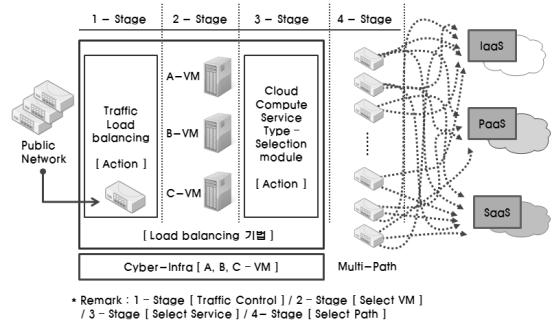 1 - Stage
2 - Stage
3 - Stage
4 - Stage
Public
Network
Traffic
Load
balancing
[ Action ]
A-VM
B-VM
C-VM
Cloud
Compute
Service
Type -
Selection
module
[ Action ]
IaaS
PaaS
SaaS
[ Load balancing 기법 ]
Cyber-Infra [ A, B, C - VM ]
Multi-Path
* Remark : 1 - Stage [ Traffic Control ] / 2 - Stage [ Select VM ]
/ 3 - Stage [ Select Service ] / 4- Stage [ Select Path ]